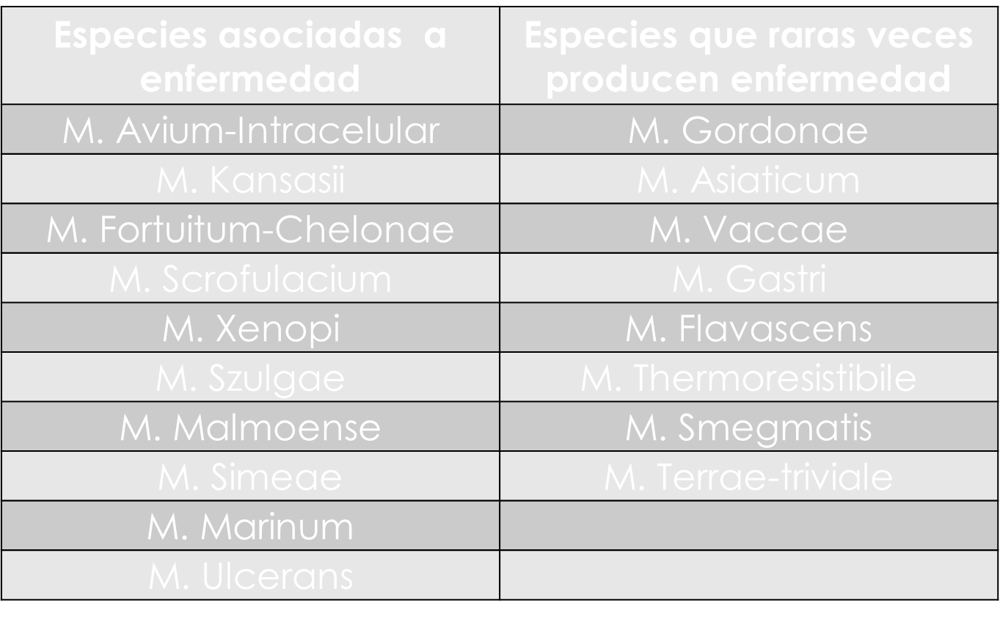 Especies asociadas a
enfermedad
Especies que raras veces
producen enfermedad
M. Avium-Intracelular
M. Gordonae
M. Kansasii
M. Asiaticum
M. Fortuitum-Chelonae
M. Vaccae
M. Scrofulacium
M. Gastri
M. Xenopi
M. Flavascens
M. Szulgae
M. Thermoresistibile
M. Malmoense
M. Smegmatis
M. Simeae
M. Terrae-triviale
M. Marinum
M. Ulcerans